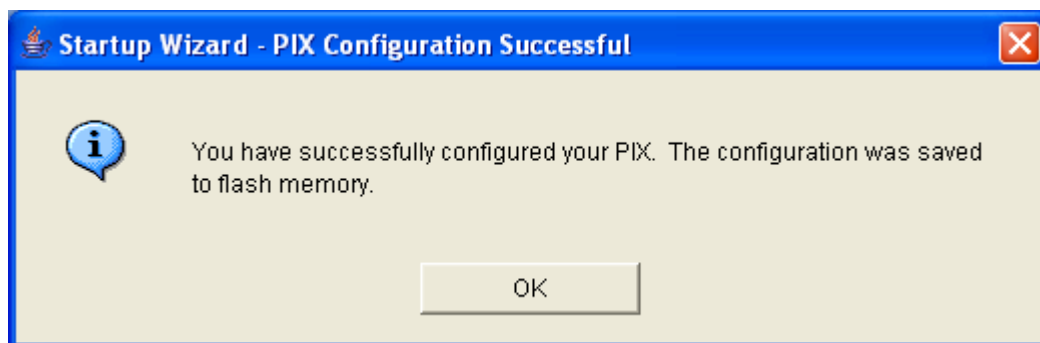 Startup Wizard - PIX Configuration Successful
You have successfully configured your PIX.  The configuration was saved
to flash memory.
OK